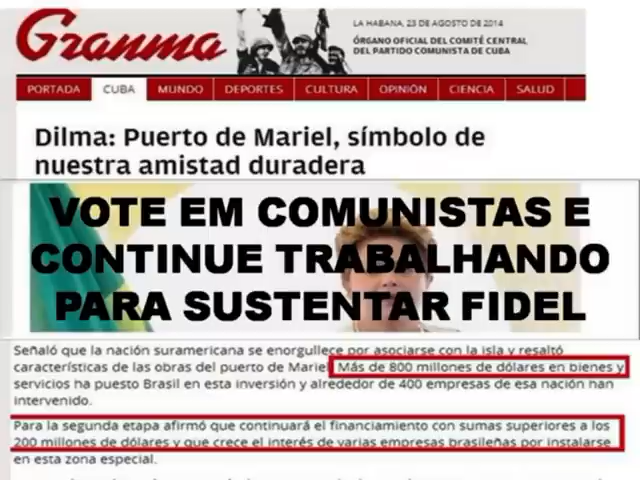 Granma
LA HABANA, 23 DE AGOSTO DE 2014
ÓRGANO OFICIAL DEL COMITÉ CENTRAL
DEL PARTIDO COMUNISTA DE CUBA
PORTADA CUBA MUNDO DEPORTES CULTURA OPINIÓN CIENCIA SALUD
Dilma: Puerto de Mariel, símbolo de
nuestra amistad duradera
VOTE EM COMUNISTAS E
CONTINUE TRABALHANDO
PARA SUSTENTAR FIDEL
Señaló que la nación suramericana se enorgullece por asociarse con la isla y resaltó
características de las obras del puerto de Mariel. Más de 800 millones de dólares en bienes y
servicios ha puesto Brasil en esta inversión y alrededor de 400 empresas de esa nación han
intervenido.
Para la segunda etapa afirmó que continuará el financiamiento con sumas superiores a los
200 millones de dólares y que crece el interés de varias empresas brasileñas por instalarse
en esta zona especial.